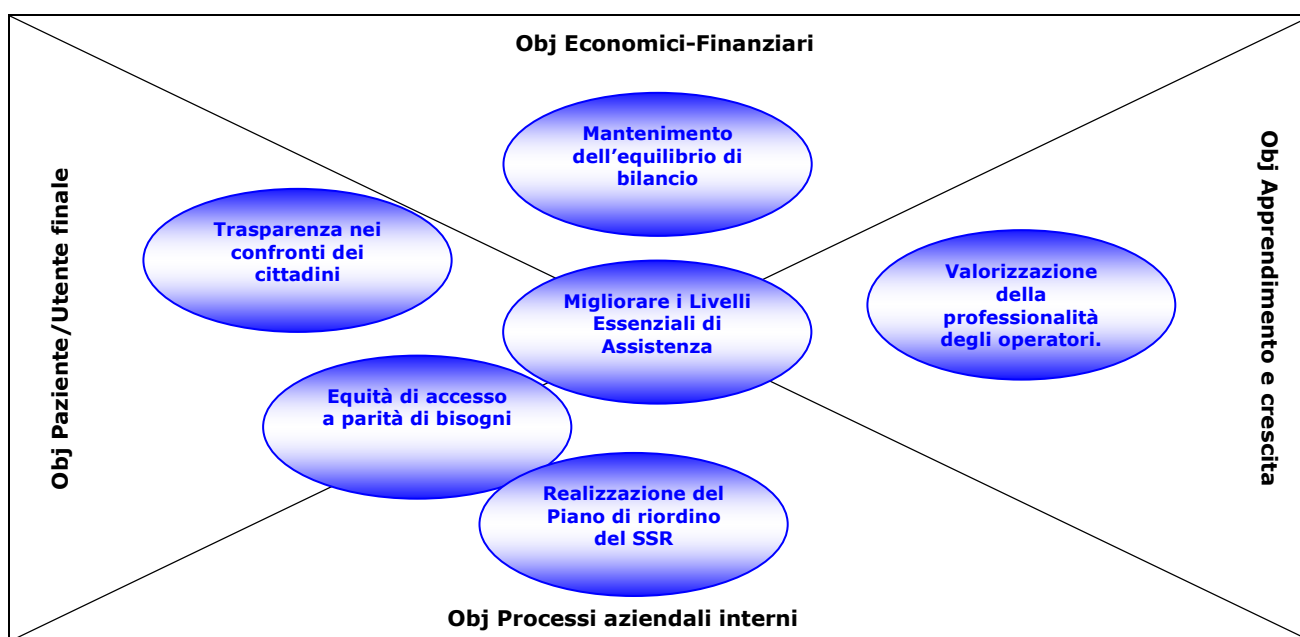 Obj Economici-Finanziari
Mantenimento
dell’equilibrio di
bilancio
Obj Paziente/Utente finale
Trasparenza nei
confronti dei
cittadini
Migliorare i Livelli
Essenziali di
Assistenza
Valorizzazione
della
professionalità
degli operatori.
Obj Apprendimento e crescita
Equità di accesso
a parità di bisogni
Realizzazione del
Piano di riordino
del SSR
Obj Processi aziendali interni